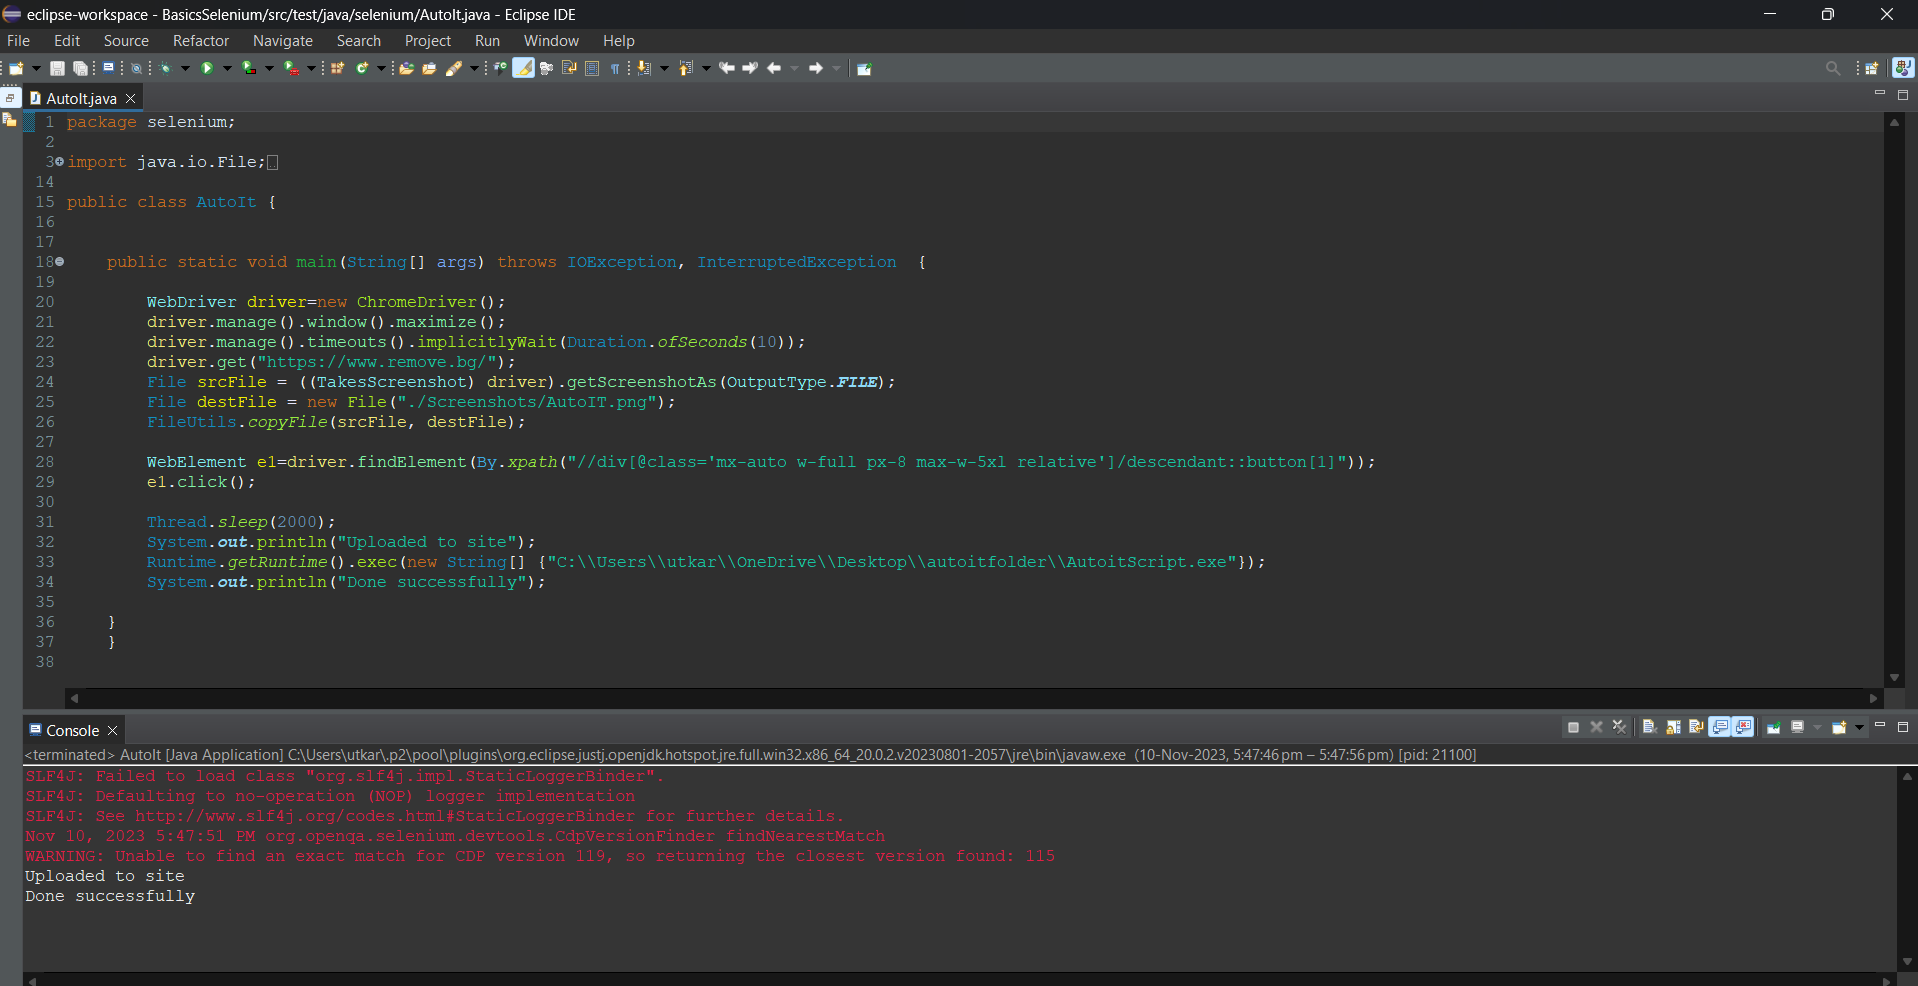 eclipse-workspace - BasicsSelenium/src/test/java/selenium/AutoIt.java - Eclipse IDE
File Edit Source Refactor Navigate Search Project Run Window Help
AutoIt.java
1 package selenium;
2
3 import java.io.File;
14
15 public class AutoIt {
16
17
18 public static void main(String[] args) throws IOException, InterruptedException {
19
20 WebDriver driver=new ChromeDriver();
21 driver.manage().window().maximize();
22 driver.manage().timeouts().implicitlyWait(Duration.ofSeconds(10));
23 driver.get("https://www.remove.bg/");
24 File srcFile = ((TakesScreenshot) driver).getScreenshotAs(OutputType.FILE);
25 File destFile = new File("./Screenshots/AutoIT.png");
26 FileUtils.copyFile(srcFile, destFile);
27
28 WebElement e1=driver.findElement(By.xpath("//div[@class='mx-auto w-full px-8 max-w-5xl relative']/descendant::button[1]"));
29 e1.click();
30
31 Thread.sleep(2000);
32 System.out.println("Uploaded to site");
33 Runtime.getRuntime().exec(new String[] {"C:\\Users\\utkar\\OneDrive\\Desktop\\autoitfolder\\AutoitScript.exe"});
34 System.out.println("Done successfully");
35
36 }
37 }
38
Console
<terminated> AutoIt [Java Application] C:\Users\utkar\.p2\pool\plugins\org.eclipse.justj.openjdk.hotspot.jre.full.win32.x86_64_20.0.2.v20230801-2057\jre\bin\javaw.exe (10-Nov-2023, 5:47:46 pm – 5:47:56 pm) [pid: 21100]
SLF4J: Failed to load class "org.slf4j.impl.StaticLoggerBinder".
SLF4J: Defaulting to no-operation (NOP) logger implementation
SLF4J: See http://www.slf4j.org/codes.html#StaticLoggerBinder for further details.
Nov 10, 2023 5:47:51 PM org.openqa.selenium.devtools.CdpVersionFinder findNearestMatch
WARNING: Unable to find an exact match for CDP version 119, so returning the closest version found: 115
Uploaded to site
Done successfully